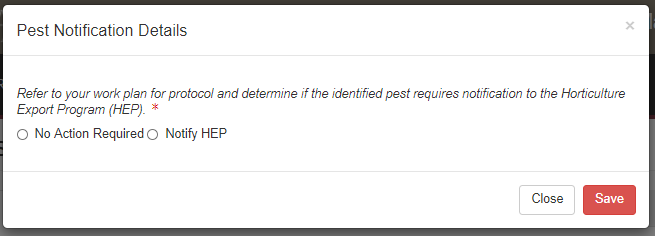 Pest Notification Details
×
Refer to your work plan for protocol and determine if the identified pest requires notification to the Horticulture
Export Program (HEP). *
No Action Required Notify HEP
Close Save